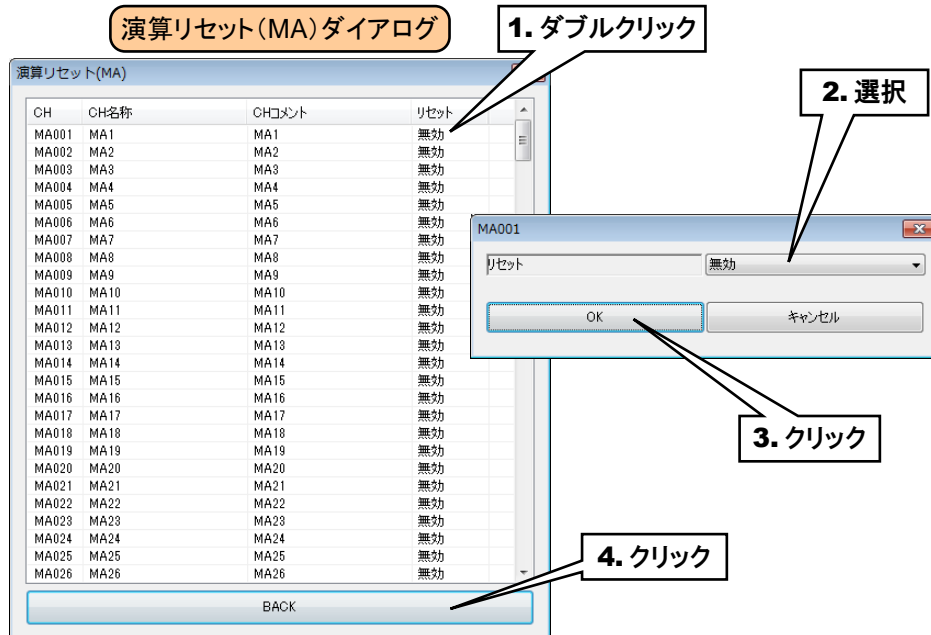 演算リセット(MA)ダイアログ
1. ダブルクリック
演算リセット(MA)
2. 選択
CH CH名称 CHコメント リセット
MA001 MA1 MA1 無効
MA002 MA2 MA2 無効
MA003 MA3 MA3 無効
MA004 MA4 MA4 無効
MA005 MA5 MA5 無効
MA006 MA6 MA6 無効
MA007 MA7 MA7 無効
MA008 MA8 MA8 無効
MA009 MA9 MA9 無効
MA010 MA10 MA10 無効
MA011 MA11 MA11 無効
MA012 MA12 MA12 無効
MA013 MA13 MA13 無効
MA014 MA14 MA14 無効
MA015 MA15 MA15 無効
MA016 MA16 MA16 無効
MA017 MA17 MA17 無効
MA018 MA18 MA18 無効
MA019 MA19 MA19 無効
MA020 MA20 MA20 無効
MA021 MA21 MA21 無効
MA022 MA22 MA22 無効
MA023 MA23 MA23 無効
MA024 MA24 MA24 無効
MA025 MA25 MA25 無効
MA026 MA26 MA26 無効
BACK
MA001
リセット 無効
OK キャンセル
3. クリック
4. クリック